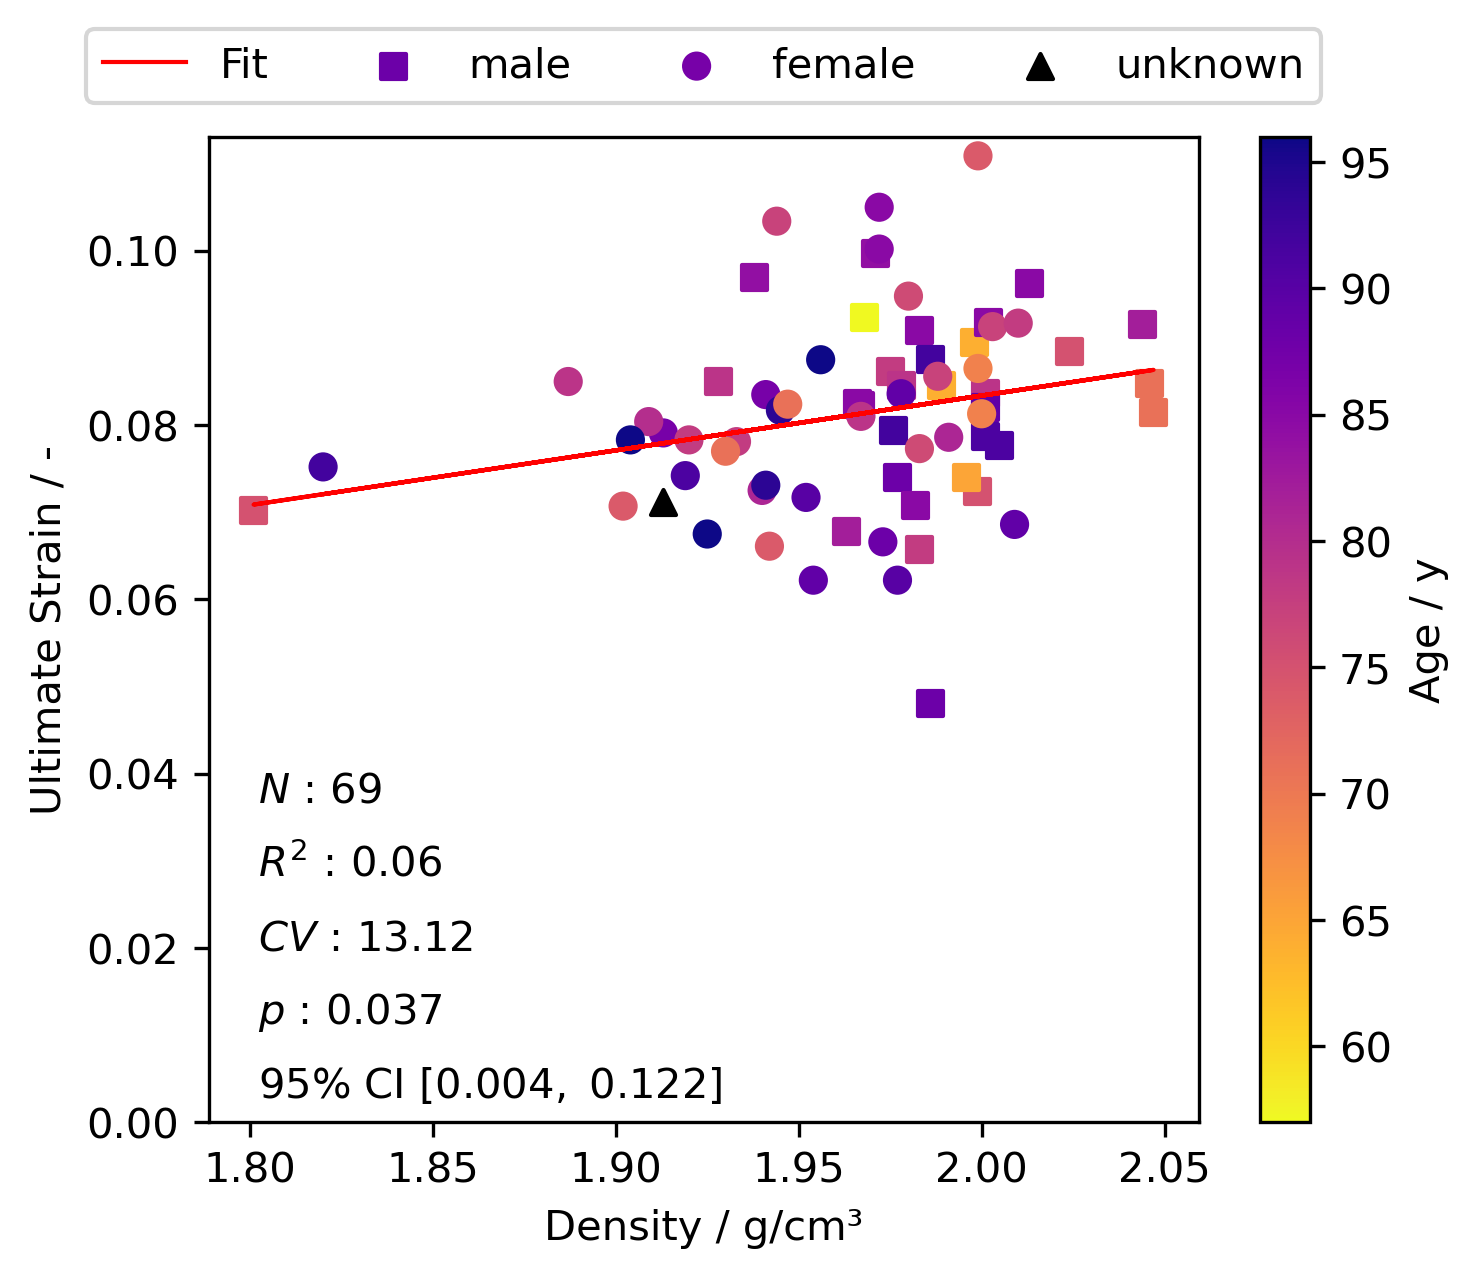 Fit male female unknown
0.10
0.08
0.06
0.04
0.02
0.00
Ultimate Strain / -
N : 69
R² : 0.06
CV : 13.12
p : 0.037
95% CI [0.004, 0.122]
1.80 1.85 1.90 1.95 2.00 2.05
Density / g/cm³
95
90
85
80
75
70
65
60
Age / y